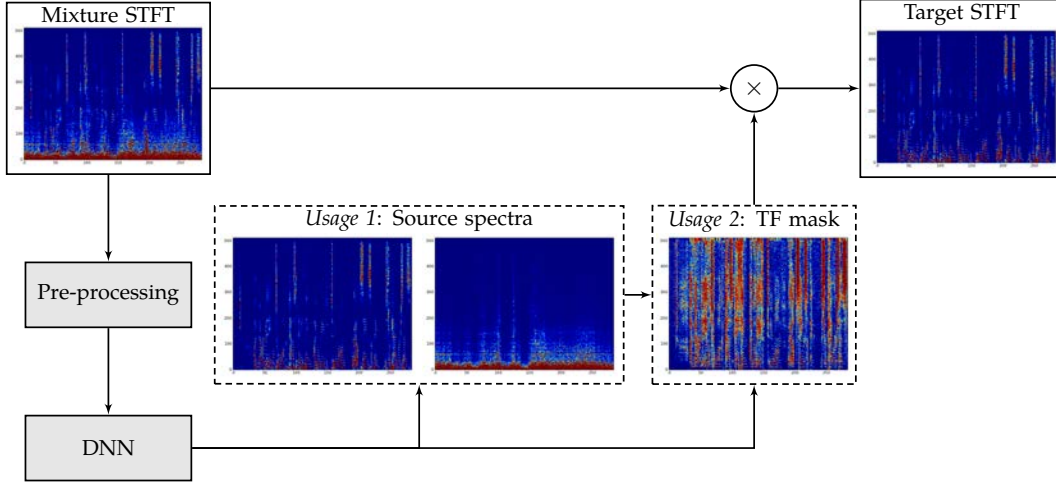 Mixture STFT
Target STFT
×
Usage 1: Source spectra
Usage 2: TF mask
Pre-processing
DNN